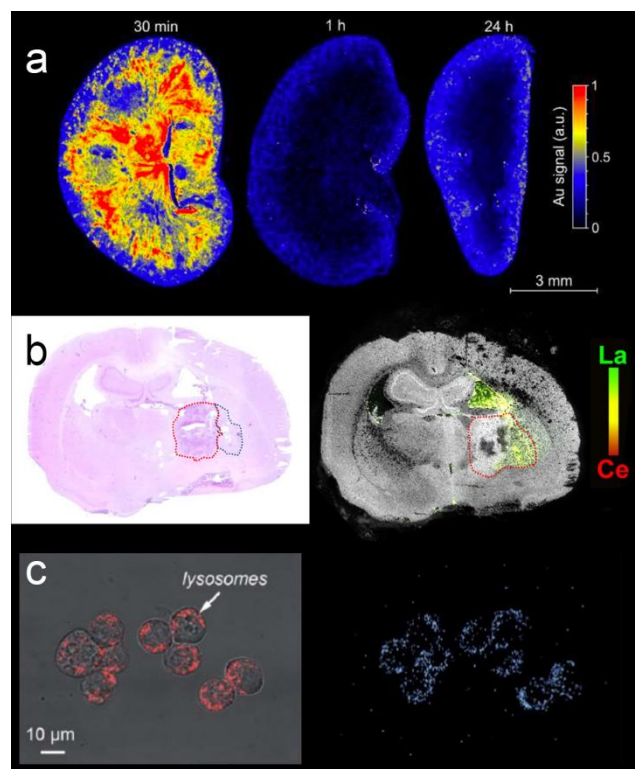 30 min 1 h 24 h
a
1
0.5
0
Au signal (a.u.)
3 mm
b
La
Ce
c
lysosomes
10 µm